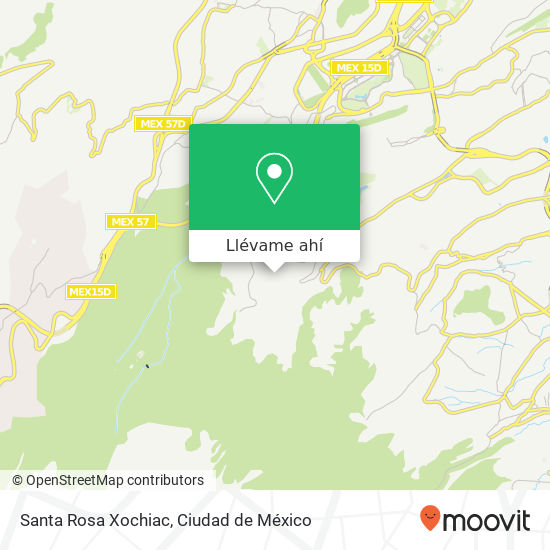 MEX 15D
MEX 57D
MEX 57
Llévame ahí
MEX15D
© OpenStreetMap contributors
Santa Rosa Xochiac, Ciudad de México
moovit